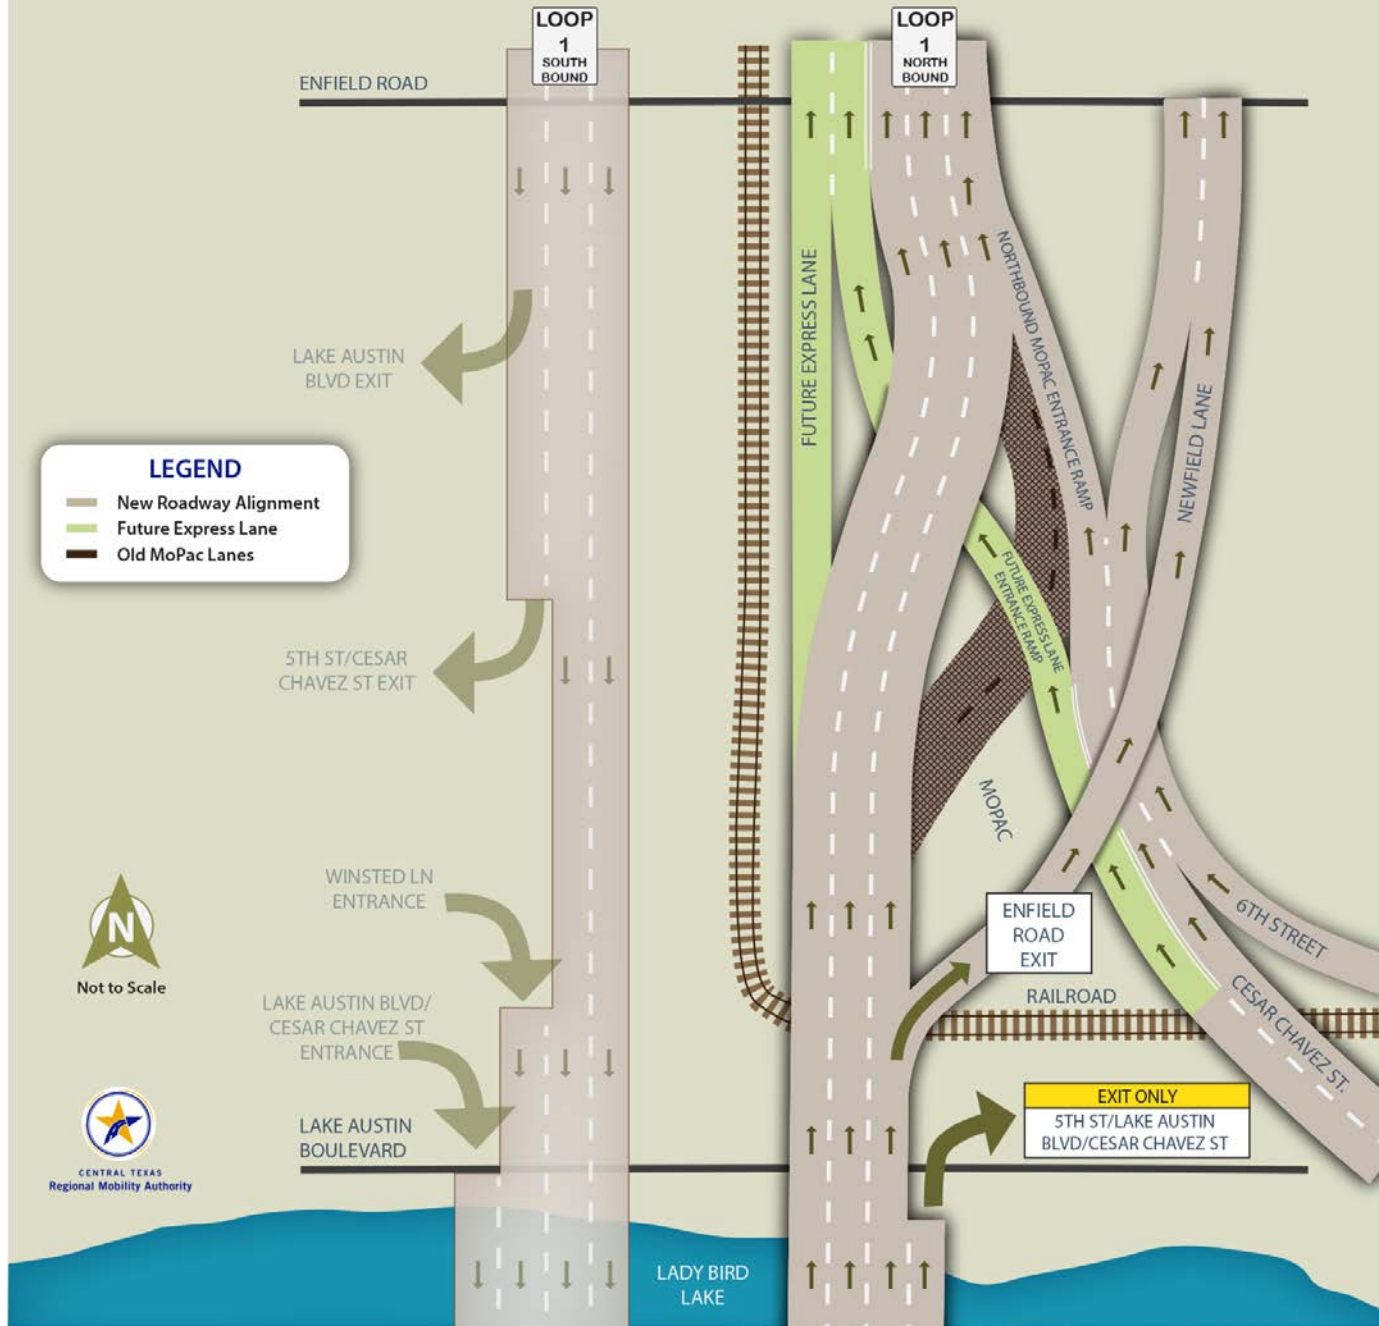 LOOP
1
SOUTH
BOUND
LOOP
1
NORTH
BOUND
ENFIELD ROAD
LAKE AUSTIN
BLVD EXIT
FUTURE EXPRESS LANE
NORTHBOUND MOPAC ENTRANCE RAMP
NEWFIELD LANE
LEGEND
New Roadway Alignment
Future Express Lane
Old MoPac Lanes
FUTURE EXPRESS LANE
ENTRANCE RAMP
5TH ST/CESAR
CHAVEZ ST EXIT
MOPAC
WINSTED LN
ENTRANCE
N
Not to Scale
ENFIELD
ROAD
EXIT
6TH STREET
RAILROAD
CESAR CHAVEZ ST.
LAKE AUSTIN BLVD/
CESAR CHAVEZ ST
ENTRANCE
EXIT ONLY
5TH ST/LAKE AUSTIN
BLVD/CESAR CHAVEZ ST
LAKE AUSTIN
BOULEVARD
CENTRAL TEXAS
Regional Mobility Authority
LADY BIRD
LAKE